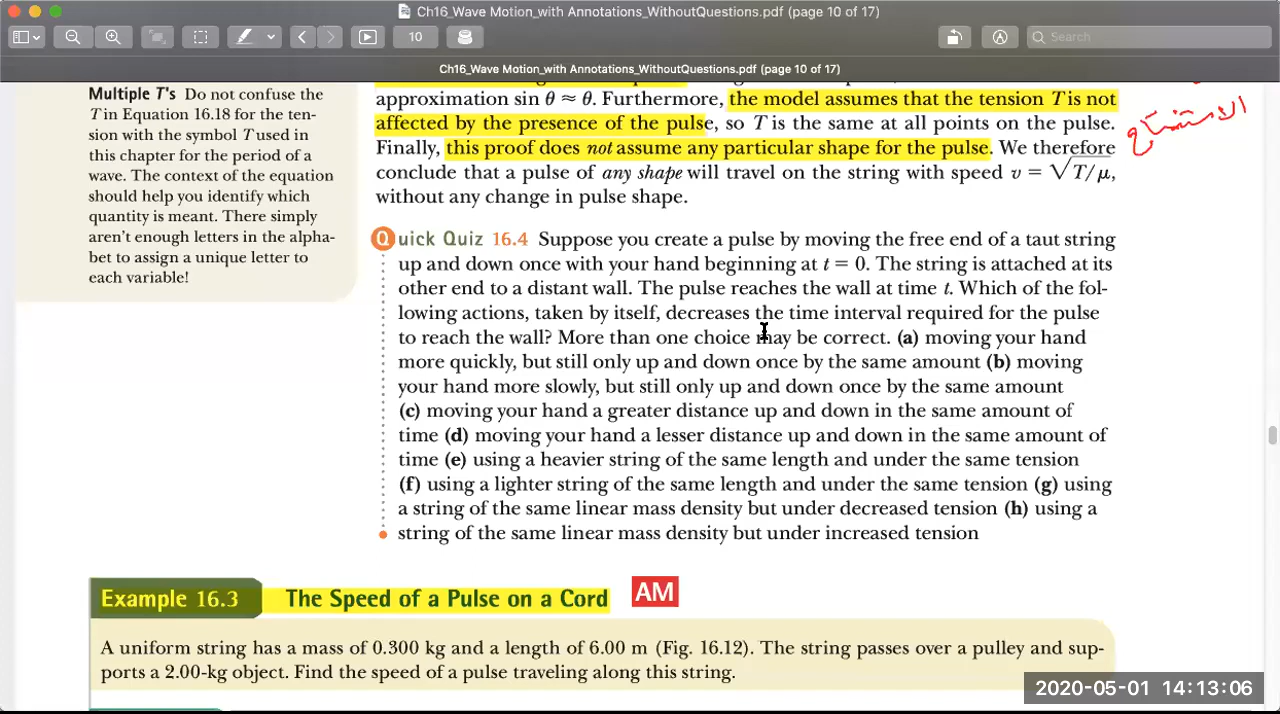 Ch16_Wave Motion_with Annotations_WithoutQuestions.pdf (page 10 of 17)
10
Search
Ch16_Wave Motion_with Annotations_WithoutQuestions.pdf (page 10 of 17)
Multiple T's Do not confuse the
T in Equation 16.18 for the ten-
sion with the symbol T used in
this chapter for the period of a
wave. The context of the equation
should help you identify which
quantity is meant. There simply
aren't enough letters in the alpha-
bet to assign a unique letter to
each variable!
approximation sin θ ≈ θ. Furthermore, the model assumes that the tension T is not
affected by the presence of the pulse, so T is the same at all points on the pulse.
Finally, this proof does not assume any particular shape for the pulse. We therefore
conclude that a pulse of any shape will travel on the string with speed v = √T/μ,
without any change in pulse shape.
Quick Quiz 16.4 Suppose you create a pulse by moving the free end of a taut string
up and down once with your hand beginning at t = 0. The string is attached at its
other end to a distant wall. The pulse reaches the wall at time t. Which of the fol-
lowing actions, taken by itself, decreases the time interval required for the pulse
to reach the wall? More than one choice may be correct. (a) moving your hand
more quickly, but still only up and down once by the same amount (b) moving
your hand more slowly, but still only up and down once by the same amount
(c) moving your hand a greater distance up and down in the same amount of
time (d) moving your hand a lesser distance up and down in the same amount of
time (e) using a heavier string of the same length and under the same tension
(f) using a lighter string of the same length and under the same tension (g) using
a string of the same linear mass density but under decreased tension (h) using a
string of the same linear mass density but under increased tension
Example 16.3 The Speed of a Pulse on a Cord AM
A uniform string has a mass of 0.300 kg and a length of 6.00 m (Fig. 16.12). The string passes over a pulley and sup-
ports a 2.00-kg object. Find the speed of a pulse traveling along this string.
2020-05-01 14:13:06